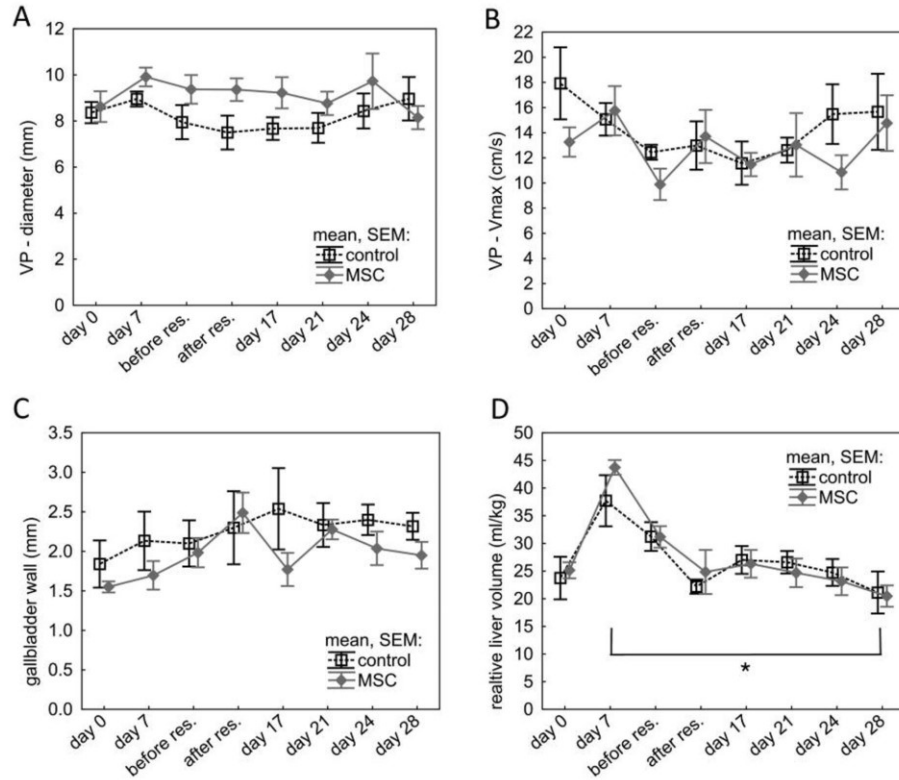 A
VP - diameter (mm)
12
10
8
6
4
2
0
mean, SEM:
control
MSC
day 0
day 7
before res.
after res.
day 17
day 21
day 24
day 28
B
VP - Vmax (cm/s)
22
20
18
16
14
12
10
8
6
4
2
0
mean, SEM:
control
MSC
day 0
day 7
before res.
after res.
day 17
day 21
day 24
day 28
C
gallbladder wall (mm)
3.5
3.0
2.5
2.0
1.5
1.0
0.5
0.0
mean, SEM:
control
MSC
day 0
day 7
before res.
after res.
day 17
day 21
day 24
day 28
D
realtive liver volume (ml/kg)
50
45
40
35
30
25
20
15
10
5
0
mean, SEM:
control
MSC
*
day 0
day 7
before res.
after res.
day 17
day 21
day 24
day 28